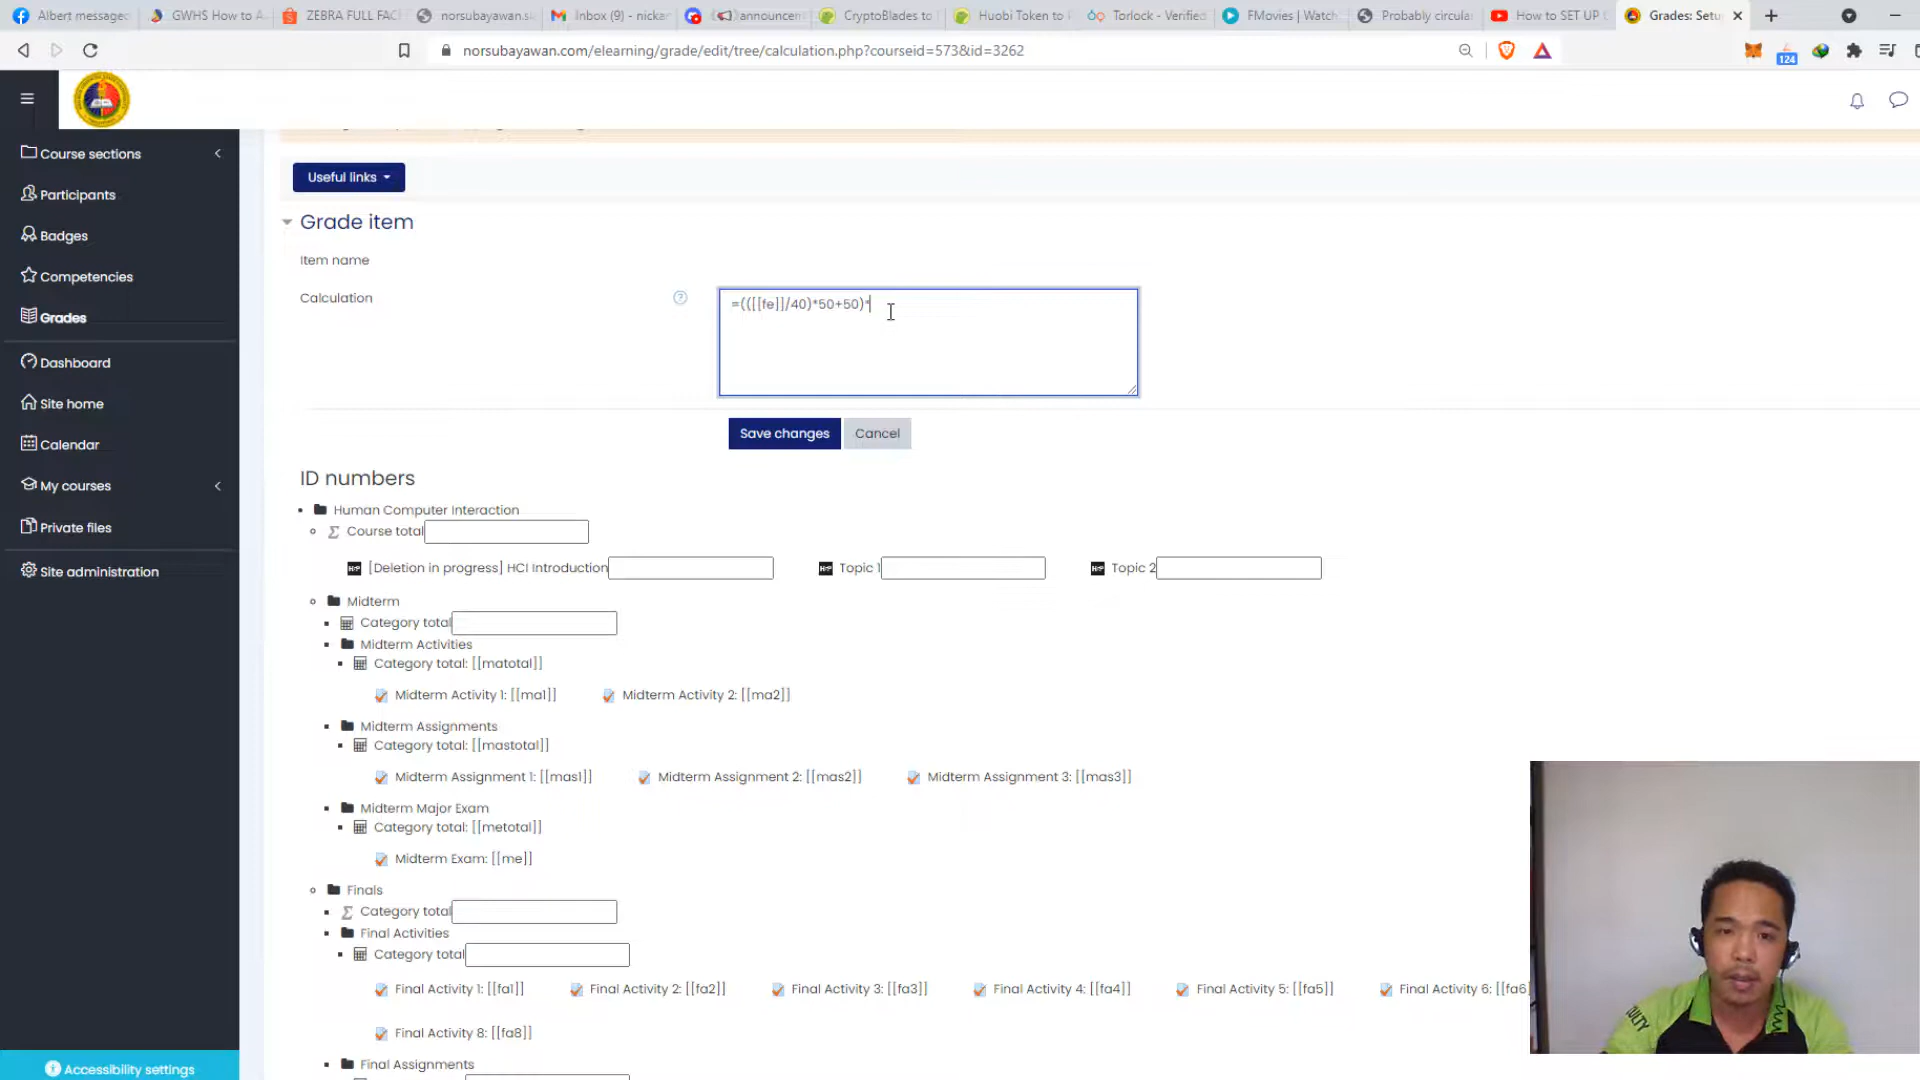 Albert message:
GWHS How to A
ZEBRA FULL FAC
norsubayawan.s
Inbox (9) - nickar
announcem
CryptoBlades to
Huobi Token to
Torlock - Verified
FMovies | Watch
Probably circular
How to SET UP
Grades: Setu
norsubayawan.com/elearning/grade/edit/tree/calculation.php?courseid=573&id=3262
124
Course sections
Participants
Badges
Competencies
Grades
Dashboard
Site home
Calendar
My courses
Private files
Site administration
Accessibility settings
Useful links
Grade item
Item name
Calculation
=(([[fe]]/40)*50+50)*
Save changes
Cancel
ID numbers
Human Computer Interaction
Course total
[Deletion in progress] HCI Introduction
Topic 1
Topic 2
Midterm
Category total
Midterm Activities
Category total: [[matotal]]
Midterm Activity 1: [[ma1]]
Midterm Activity 2: [[ma2]]
Midterm Assignments
Category total: [[mastotal]]
Midterm Assignment 1: [[mas1]]
Midterm Assignment 2: [[mas2]]
Midterm Assignment 3: [[mas3]]
Midterm Major Exam
Category total: [[metotal]]
Midterm Exam: [[me]]
Finals
Category total
Final Activities
Category total
Final Activity 1: [[fa1]]
Final Activity 2: [[fa2]]
Final Activity 3: [[fa3]]
Final Activity 4: [[fa4]]
Final Activity 5: [[fa5]]
Final Activity 6: [[fa6]
Final Activity 8: [[fa8]]
Final Assignments